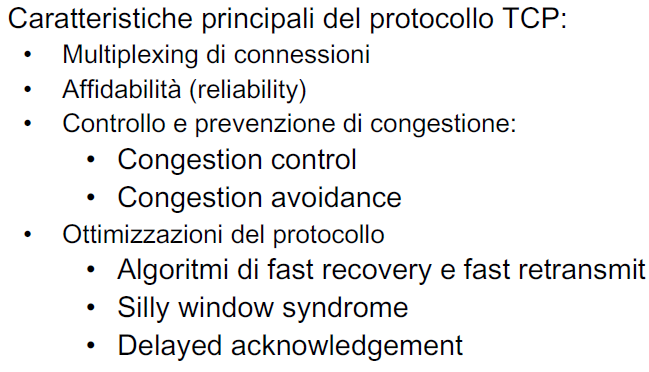 Caratteristiche principali del protocollo TCP:
• Multiplexing di connessioni
• Affidabilità (reliability)
• Controllo e prevenzione di congestione:
• Congestion control
• Congestion avoidance
• Ottimizzazioni del protocollo
• Algoritmi di fast recovery e fast retransmit
• Silly window syndrome
• Delayed acknowledgement